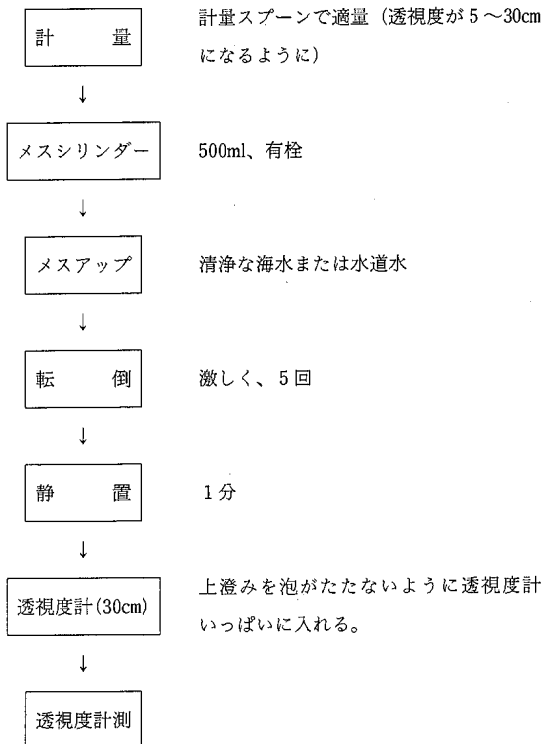 計量
計量スプーンで適量（透視度が5～30cm
になるように）
↓
メスシリンダー
500ml、有栓
↓
メスアップ
清浄な海水または水道水
↓
転倒
激しく、5回
↓
静置
1分
↓
透視度計(30cm)
上澄みを泡がたたないように透視度計
いっぱいに入れる。
↓
透視度計測